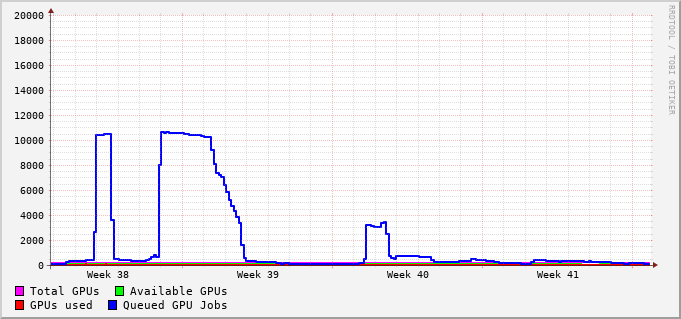 20000
18000
16000
14000
12000
10000
8000
6000
4000
2000
0
Week 38 Week 39 Week 40 Week 41
Total GPUs Available GPUs
GPUs used Queued GPU Jobs
RRDTOOL / TOBI OETIKER